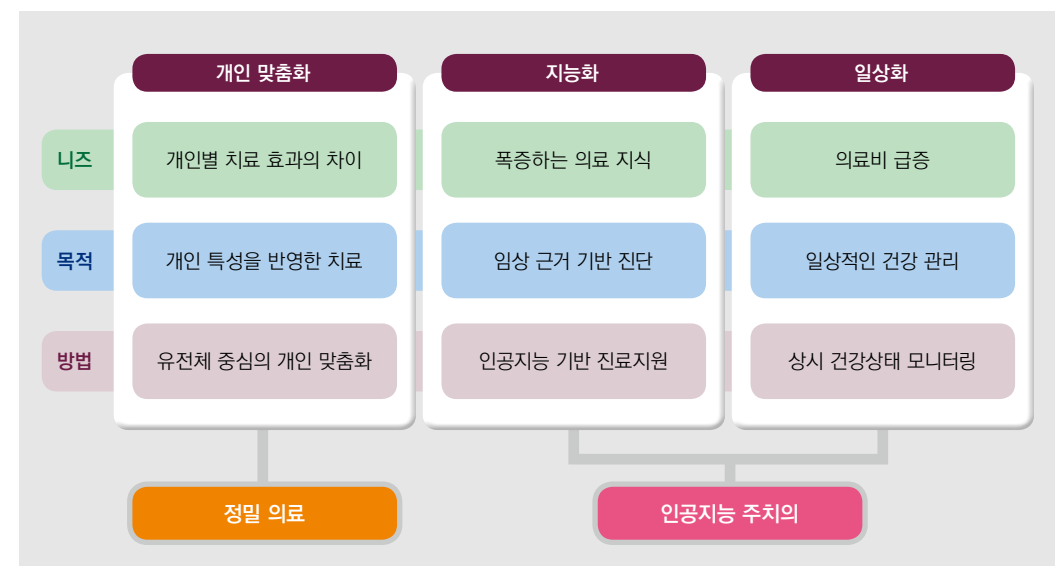 개인 맞춤화
지능화
일상화
니즈
개인별 치료 효과의 차이
폭증하는 의료 지식
의료비 급증
목적
개인 특성을 반영한 치료
임상 근거 기반 진단
일상적인 건강 관리
방법
유전체 중심의 개인 맞춤화
인공지능 기반 진료지원
상시 건강상태 모니터링
정밀 의료
인공지능 주치의